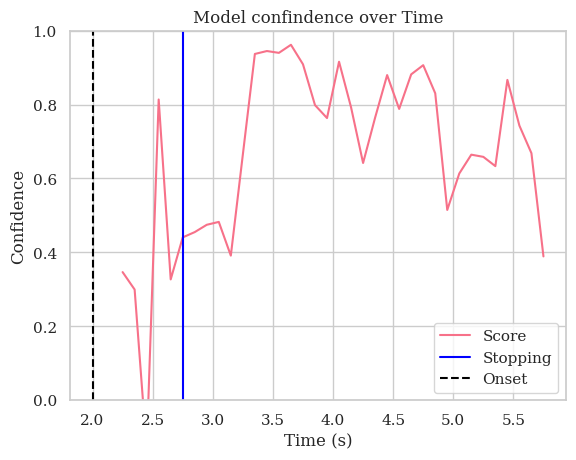 Model confindence over Time
Confidence
1.0
0.8
0.6
0.4
0.2
0.0
2.0 2.5 3.0 3.5 4.0 4.5 5.0 5.5
Time (s)
Score
Stopping
Onset